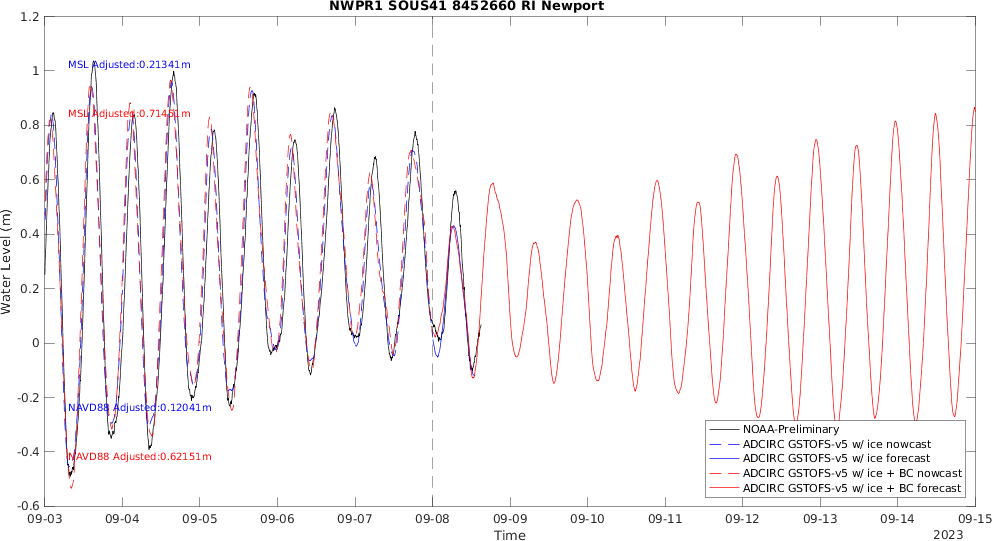 NWPR1 SOUS41 8452660 RI Newport
1.2
1
0.8
0.6
0.4
0.2
0
-0.2
-0.4
-0.6
Water Level (m)
MSL Adjusted:0.21341m
MSL Adjusted:0.71451m
NAVD88 Adjusted:0.12041m
NAVD88 Adjusted:0.62151m
NOAA-Preliminary
ADCIRC GSTOFS-v5 w/ ice nowcast
ADCIRC GSTOFS-v5 w/ ice forecast
ADCIRC GSTOFS-v5 w/ ice + BC nowcast
ADCIRC GSTOFS-v5 w/ ice + BC forecast
09-03 09-04 09-05 09-06 09-07 09-08 09-09 09-10 09-11 09-12 09-13 09-14 09-15
Time
2023